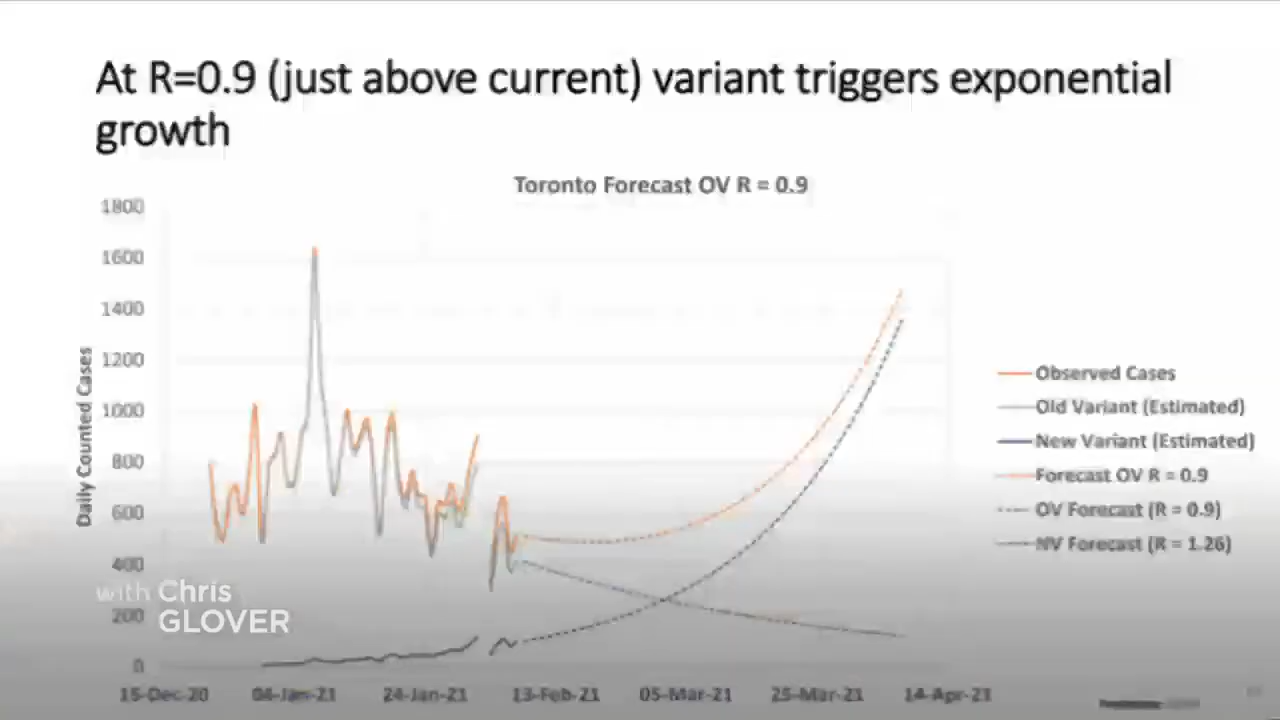 At R=0.9 (just above current) variant triggers exponential
growth
Toronto Forecast OV R = 0.9
Daily Counted Cases
1800
1600
1400
1200
1000
800
600
400
200
0
15-Dec-20 04-Jan-21 24-Jan-21 13-Feb-21 05-Mar-21 25-Mar-21 14-Apr-21
Observed Cases
Old Variant (Estimated)
New Variant (Estimated)
Forecast OV R = 0.9
OV Forecast (R = 0.9)
NV Forecast (R = 1.26)
with Chris
GLOVER